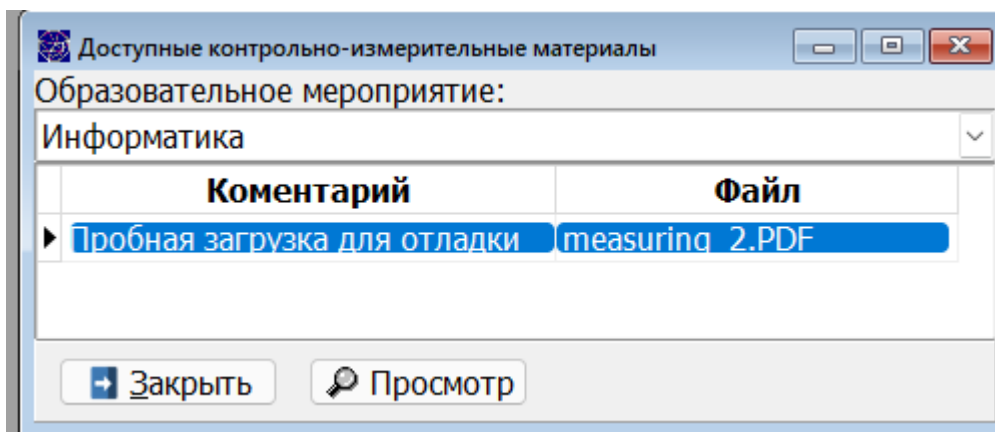 Доступные контрольно-измерительные материалы
Образовательное мероприятие:
Информатика
Коментарий Файл
Пробная загрузка для отладки measuring_2.PDF
Закрыть Просмотр